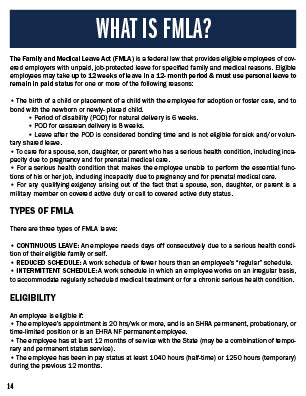 WHAT IS FMLA?
The Family and Medical Leave Act (FMLA) is a federal law that provides eligible employees of cov-
ered employers with unpaid, job-protected leave for specified family and medical reasons. Eligible
employees may take up to 12 weeks of leave in a 12- month period & must use personal leave to
remain in paid status for one or more of the following reasons:
• The birth of a child or placement of a child with the employee for adoption or foster care, and to
bond with the newborn or newly- placed child.
• Period of disability (POD) for natural delivery is 6 weeks.
• POD for cesarean delivery is 8 weeks.
• Leave after the POD is considered bonding time and is not eligible for sick and/or volun-
tary shared leave.
• To care for a spouse, son, daughter, or parent who has a serious health condition, including inca-
pacity due to pregnancy and for prenatal medical care.
• For a serious health condition that makes the employee unable to perform the essential func-
tions of his or her job, including incapacity due to pregnancy and for prenatal medical care.
• For any qualifying exigency arising out of the fact that a spouse, son, daughter, or parent is a
military member on covered active duty or call to covered active duty status.
TYPES OF FMLA
There are three types of FMLA leave:
• CONTINUOUS LEAVE: An employee needs days off consecutively due to a serious health condi-
tion of their eligible family or self.
• REDUCED SCHEDULE: A work schedule of fewer hours than an employee's "regular" schedule.
• INTERMITTENT SCHEDULE: A work schedule in which an employee works on an irregular basis,
to accommodate regularly scheduled medical treatment or for a chronic serious health condition.
ELIGIBILITY
An employee is eligible if:
• The employee's appointment is 20 hrs/wk or more, and is an SHRA permanent, probationary, or
time-limited position or is an EHRA NF permanent employee.
• The employee has at least 12 months of service with the State (may be a combination of tempo-
rary and permanent status service).
• The employee has been in pay status at least 1040 hours (half-time) or 1250 hours (temporary)
during the previous 12 months.
14